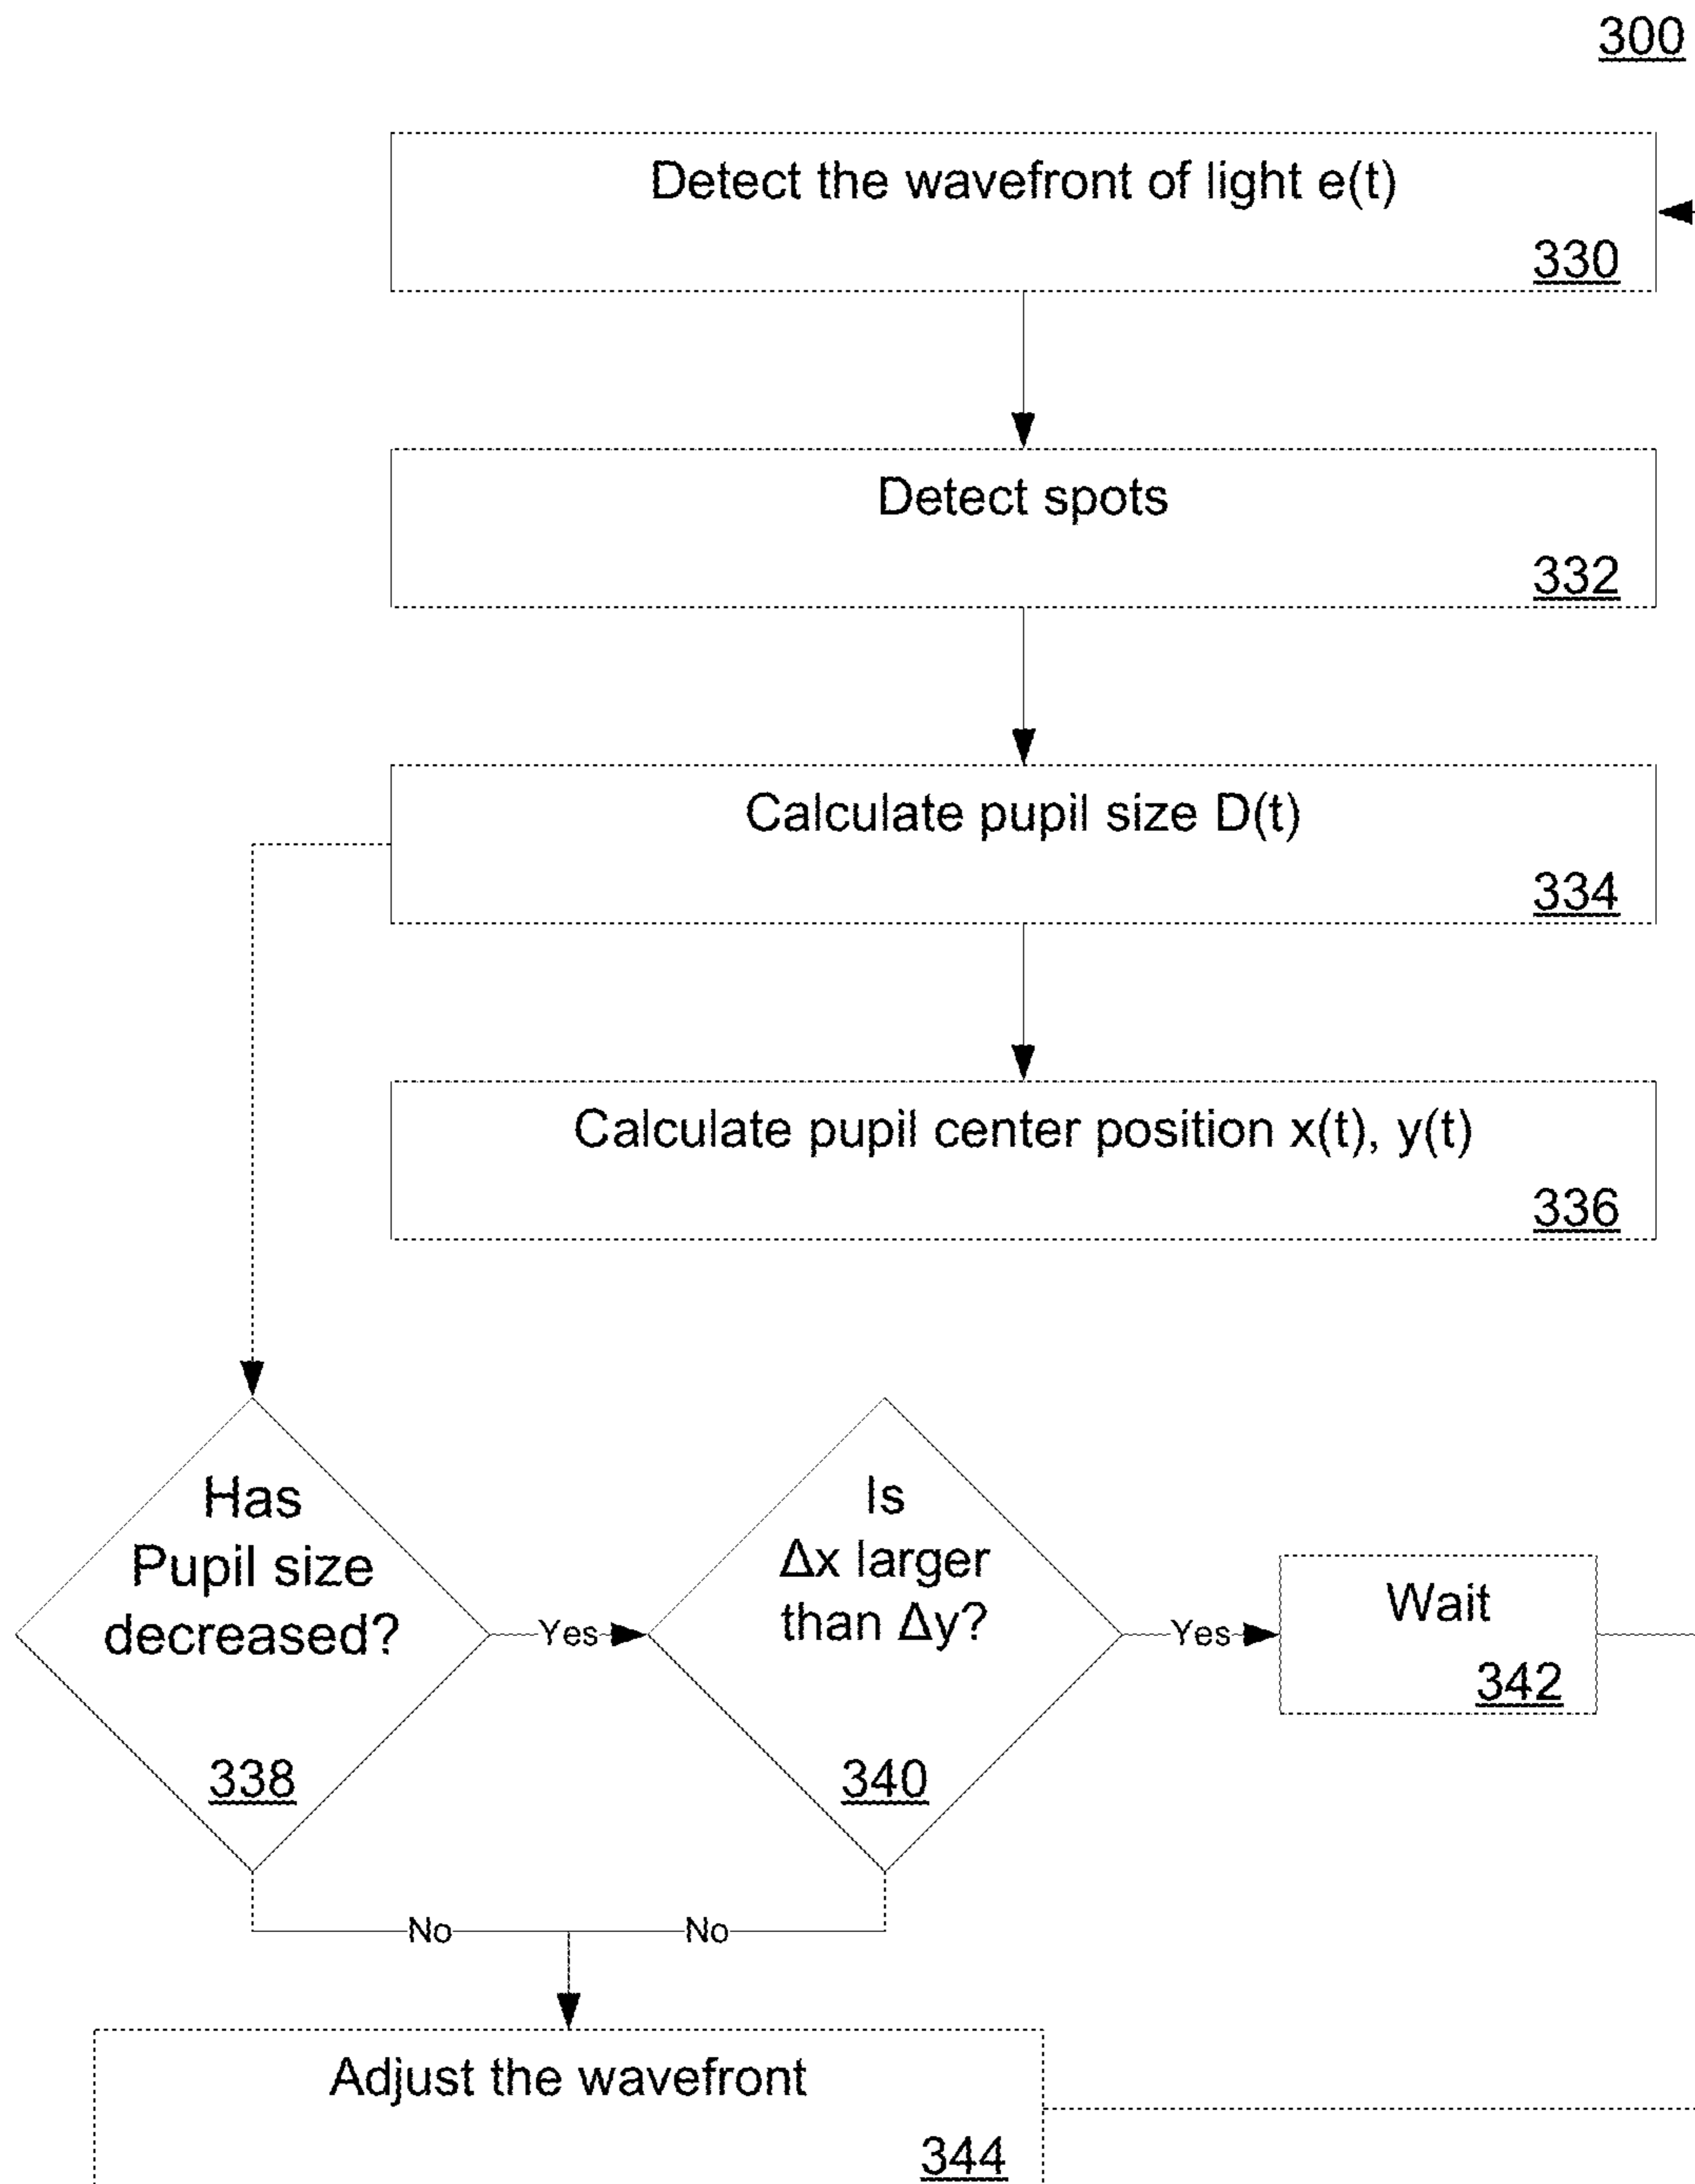 300
Detect the wavefront of light e(t)
330
Detect spots
332
Calculate pupil size D(t)
334
Calculate pupil center position x(t), y(t)
336
Has
Pupil size
decreased?
338
Yes
Is
Δx larger
than Δy?
340
Yes
Wait
342
No
No
Adjust the wavefront
344